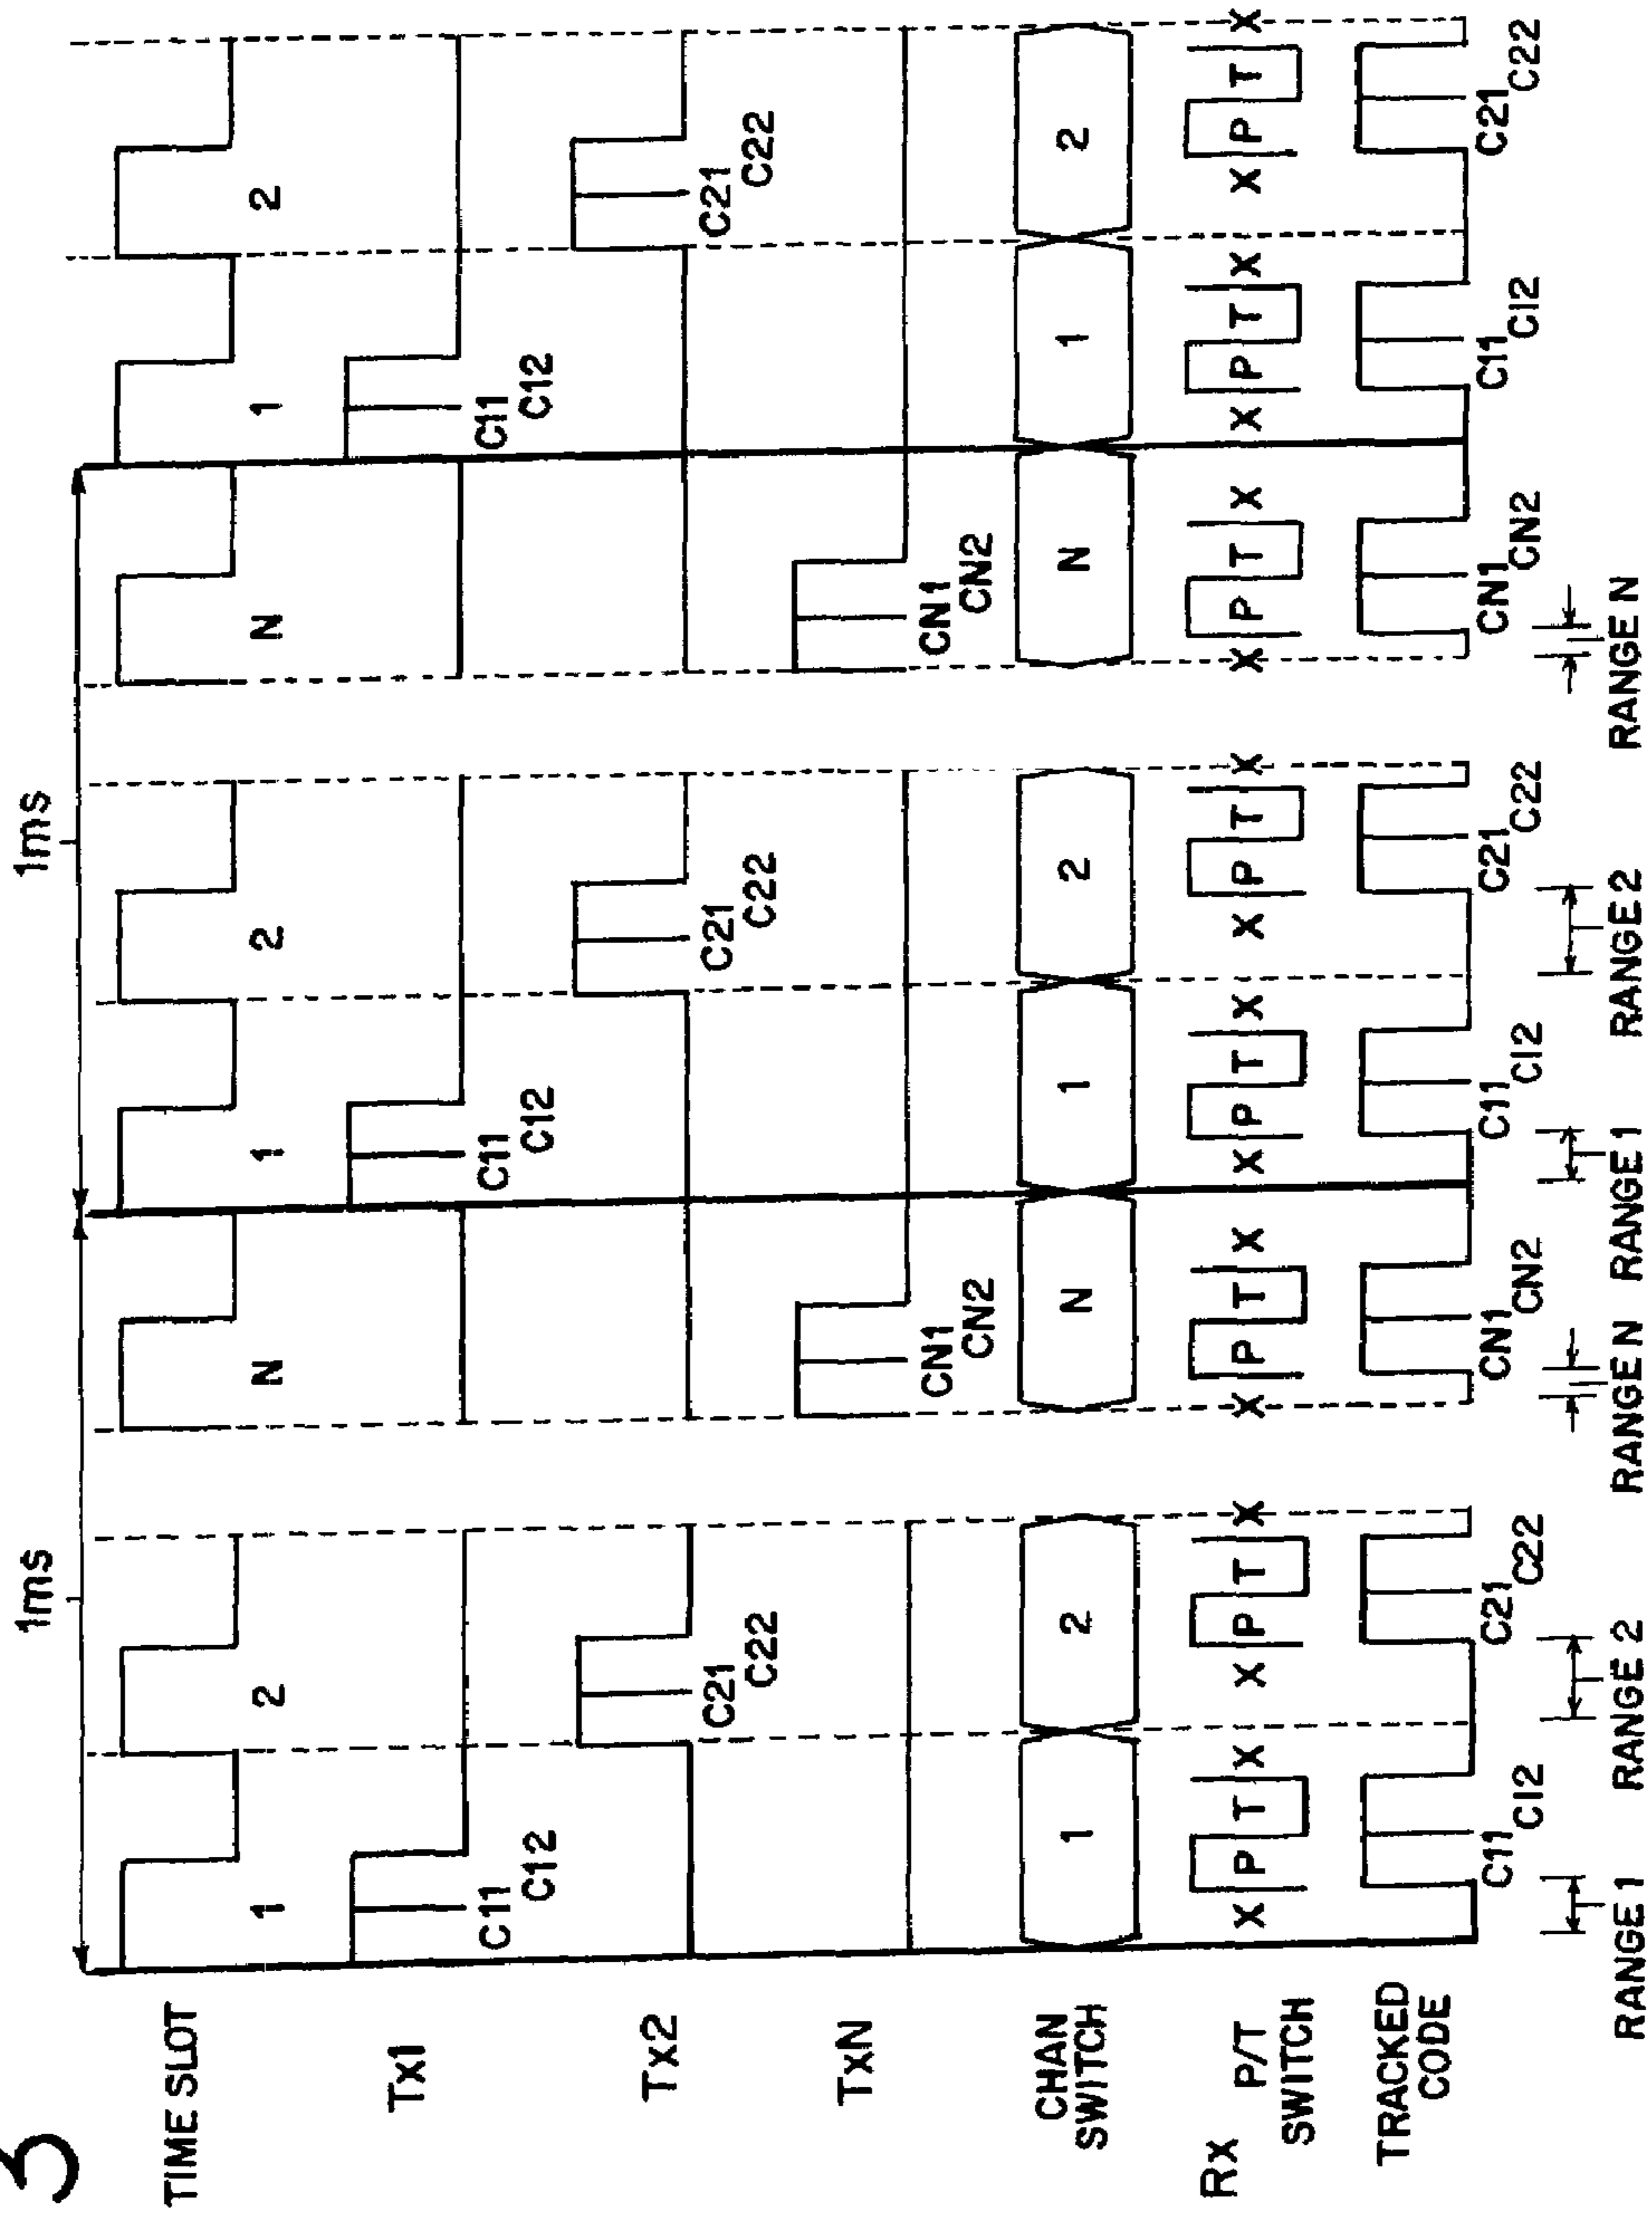 3
1ms 1ms
TIME SLOT 1 2 N 1 2 N 1 2
Tx1 C11 C12 C11 C12 C11 C12
Tx2 C21 C22 C21 C22 C21 C22
TxN CN1 CN2 CN1 CN2
CHAN SWITCH 1 2 N 1 2 N 1 2
Rx P/T SWITCH X P T X X P T X X P T X X P T X X P T X X P T X X P T X X P T X
TRACKED CODE C11 C12 C21 C22 CN1 CN2 C11 C12 C21 C22 CN1 CN2 C11 C12 C21 C22
RANGE 1 RANGE 2 RANGE N RANGE 1 RANGE 2 RANGE N